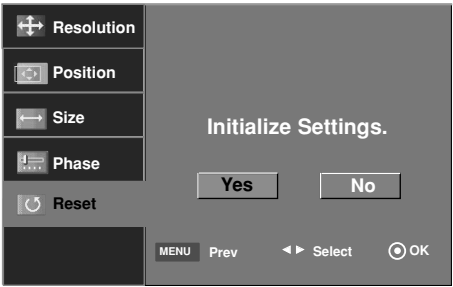 Resolution
Position
Size
Phase
Reset
Initialize Settings.
Yes No
MENU Prev ◄► Select OK